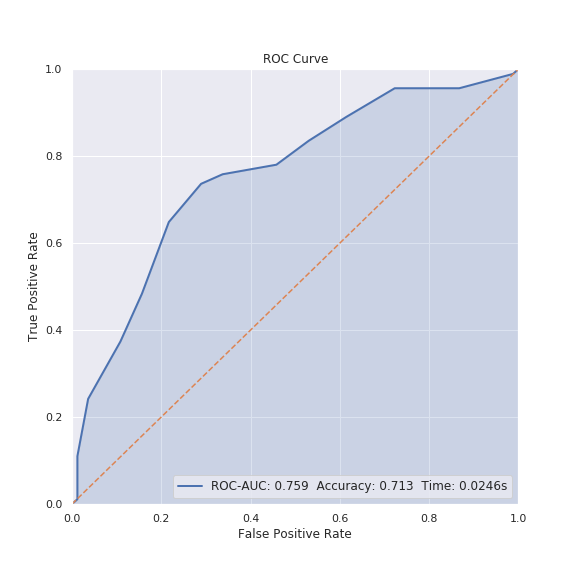 ROC Curve
1.0
0.8
0.6
0.4
0.2
0.0
True Positive Rate
ROC-AUC: 0.759  Accuracy: 0.713  Time: 0.0246s
0.0 0.2 0.4 0.6 0.8 1.0
False Positive Rate